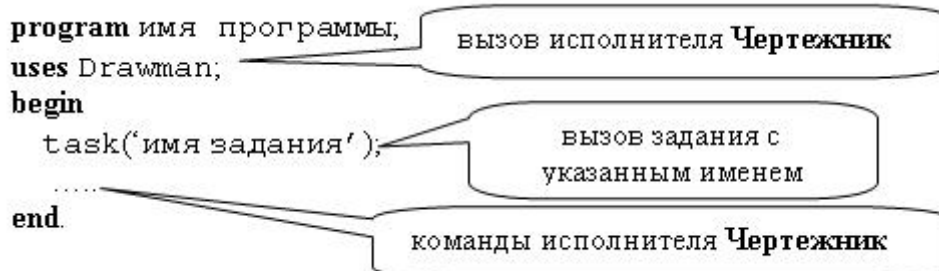 program имя программы;
вызов исполнителя Чертежник
uses Drawman;
begin
task(‘имя задания’);
вызов задания с
указанным именем
.....
end.
команды исполнителя Чертежник